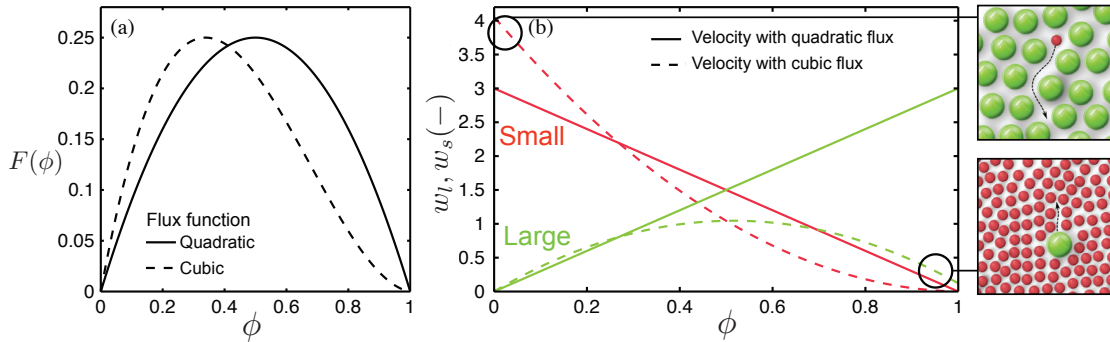 (a)
0.25
0.2
0.15
0.1
0.05
0
F(ϕ)
Flux function
Quadratic
Cubic
0
0.2
0.4
0.6
0.8
1
ϕ
(b)
4
3.5
3
2.5
2
1.5
1
0.5
0
w_l, w_s(−)
Velocity with quadratic flux
Velocity with cubic flux
Small
Large
0
0.2
0.4
0.6
0.8
1
ϕ